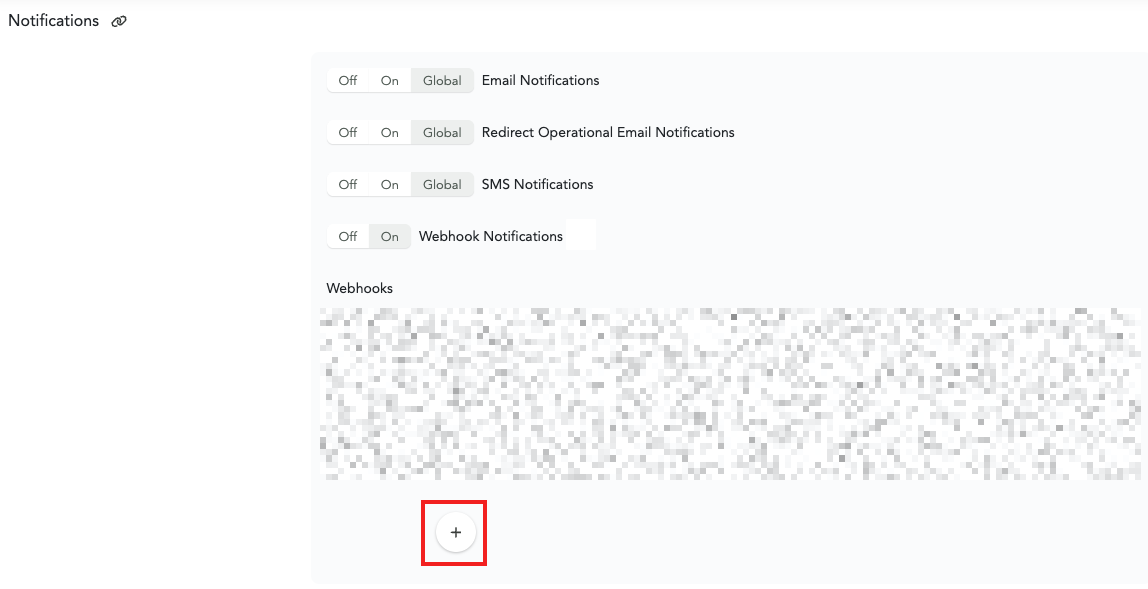 Notifications
Off On Global Email Notifications
Off On Global Redirect Operational Email Notifications
Off On Global SMS Notifications
Off On Webhook Notifications
Webhooks
+